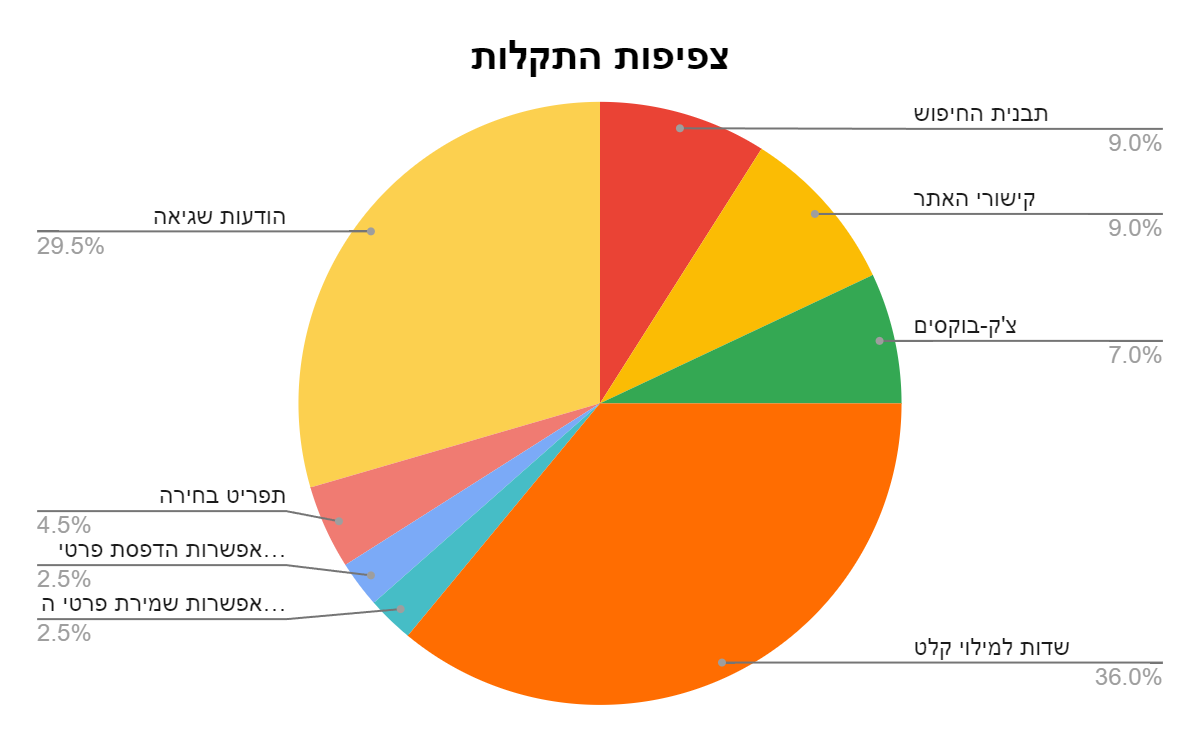 צפיפות התקלות
תבנית החיפוש
9.0%
קישורי האתר
9.0%
צ'ק-בוקסים
7.0%
שדות למילוי קלט
36.0%
הודעות שגיאה
29.5%
תפריט בחירה
4.5%
אפשרות הדפסת פרטי…
2.5%
אפשרות שמירת פרטי ה…
2.5%